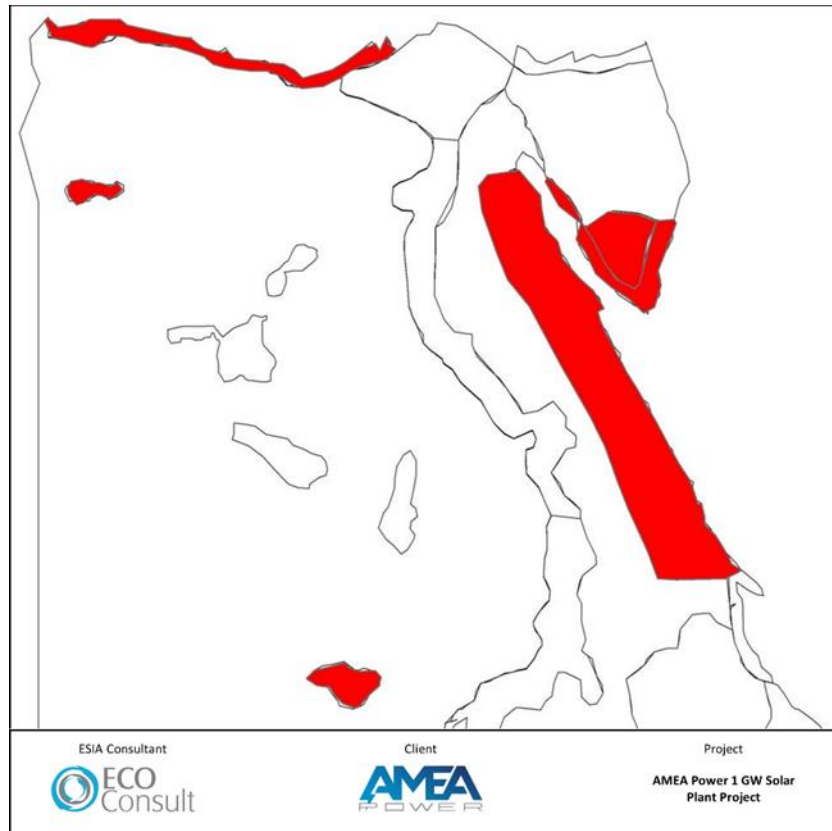 ESIA Consultant
ECO
Consult
Client
AMEA
POWER
Project
AMEA Power 1 GW Solar
Plant Project